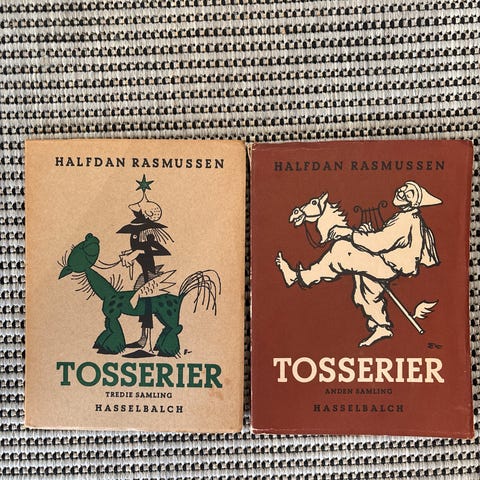 HALFDAN RASMUSSEN
TOSSERIER
TREDIE SAMLING
HASSELBALCH
HALFDAN RASMUSSEN
TOSSERIER
ANDEN SAMLING
HASSELBALCH